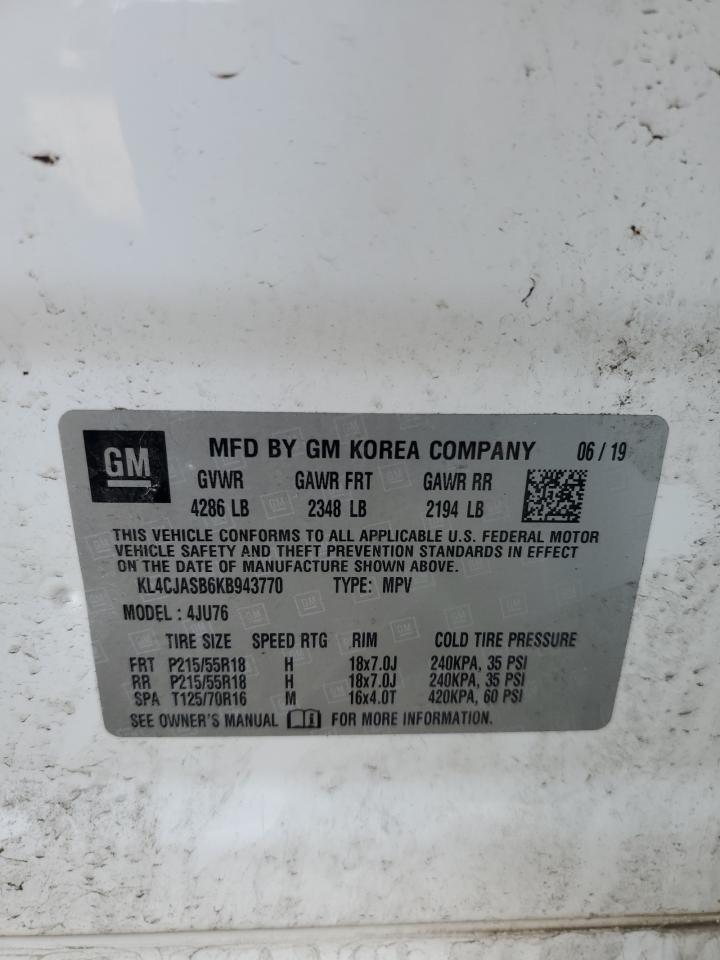 GM MFD BY GM KOREA COMPANY 06 / 19
GVWR GAWR FRT GAWR RR
4286 LB 2348 LB 2194 LB
THIS VEHICLE CONFORMS TO ALL APPLICABLE U.S. FEDERAL MOTOR
VEHICLE SAFETY AND THEFT PREVENTION STANDARDS IN EFFECT
ON THE DATE OF MANUFACTURE SHOWN ABOVE.
KL4CJASB6KB943770 TYPE: MPV
MODEL : 4JU76
TIRE SIZE SPEED RTG RIM COLD TIRE PRESSURE
FRT P215/55R18 H 18x7.0J 240KPA, 35 PSI
RR P215/55R18 H 18x7.0J 240KPA, 35 PSI
SPA T125/70R16 M 16x4.0T 420KPA, 60 PSI
SEE OWNER'S MANUAL FOR MORE INFORMATION.